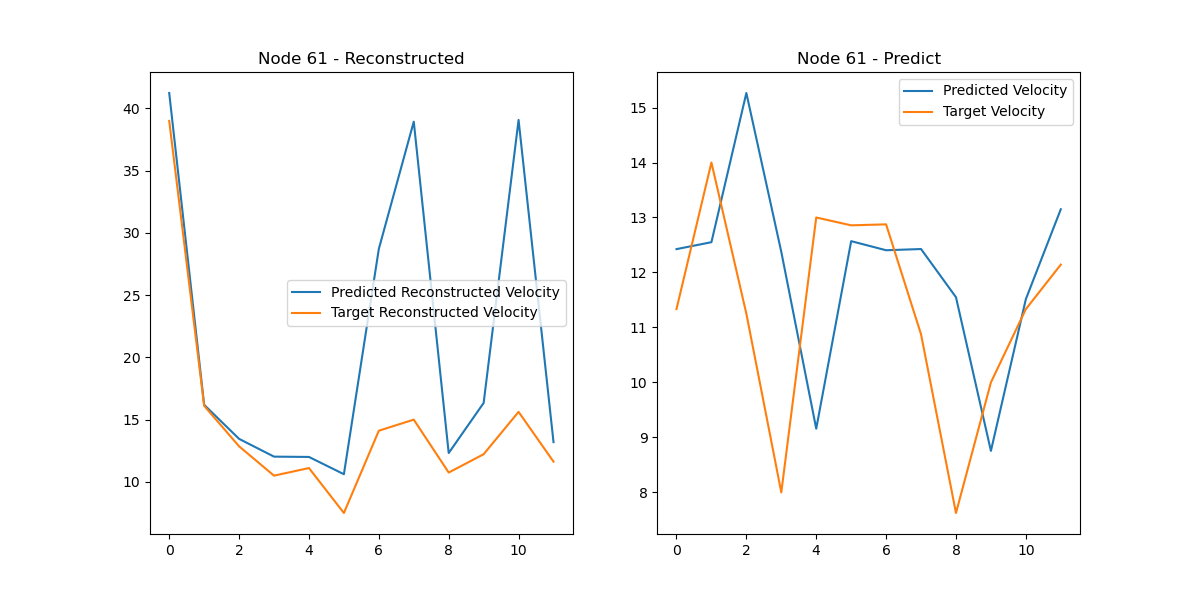 Node 61 - Reconstructed
40
35
30
25
20
15
10
0 2 4 6 8 10
Predicted Reconstructed Velocity
Target Reconstructed Velocity
Node 61 - Predict
15
14
13
12
11
10
9
8
0 2 4 6 8 10
Predicted Velocity
Target Velocity